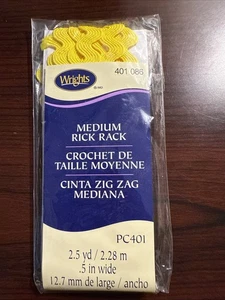 401 086
Wrights
MEDIUM
RICK RACK
CROCHET DE
TAILLE MOYENNE
CINTA ZIG ZAG
MEDIANA
PC401
2.5 yd / 2.28 m
.5 in wide
12.7 mm de large / ancho